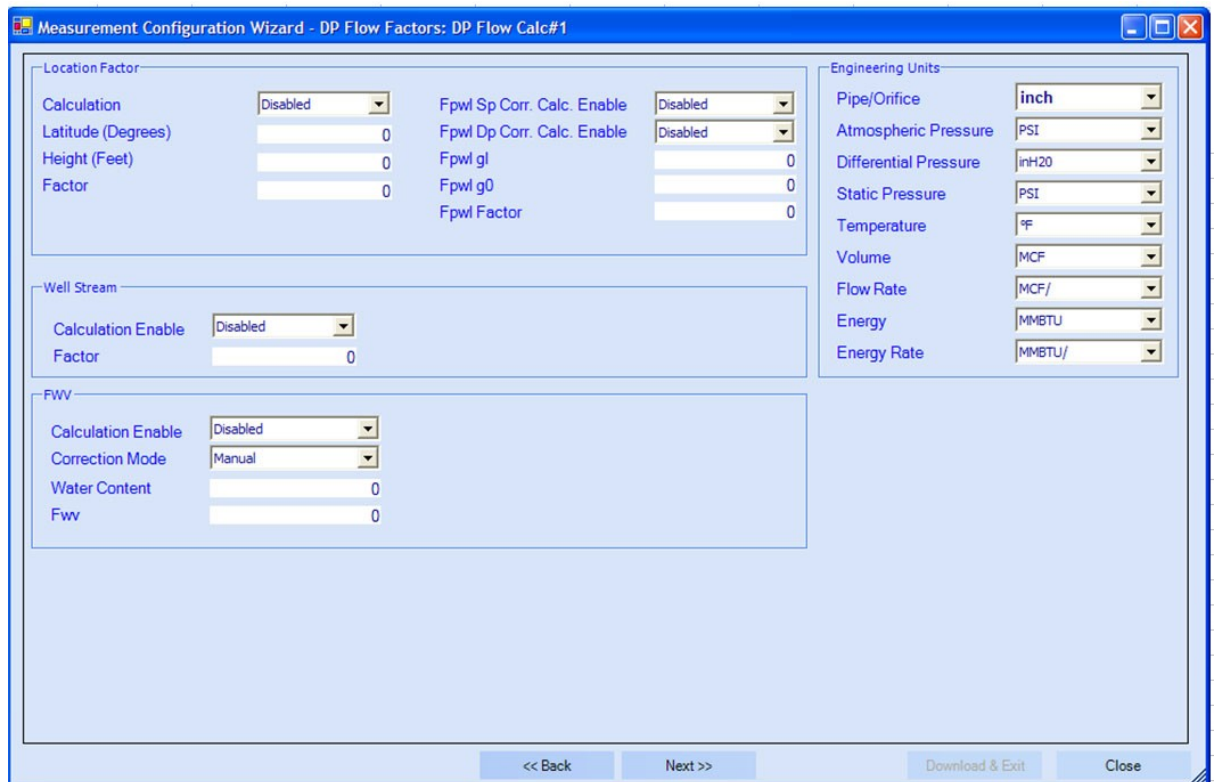 Measurement Configuration Wizard - DP Flow Factors: DP Flow Calc#1
Location Factor
Calculation Disabled
Latitude (Degrees) 0
Height (Feet) 0
Factor 0
Fpwl Sp Corr. Calc. Enable Disabled
Fpwl Dp Corr. Calc. Enable Disabled
Fpwl gl 0
Fpwl g0 0
Fpwl Factor 0
Well Stream
Calculation Enable Disabled
Factor 0
FWV
Calculation Enable Disabled
Correction Mode Manual
Water Content 0
Fwv 0
Engineering Units
Pipe/Orifice inch
Atmospheric Pressure PSI
Differential Pressure inH20
Static Pressure PSI
Temperature ºF
Volume MCF
Flow Rate MCF/
Energy MMBTU
Energy Rate MMBTU/
<< Back Next >> Download & Exit Close